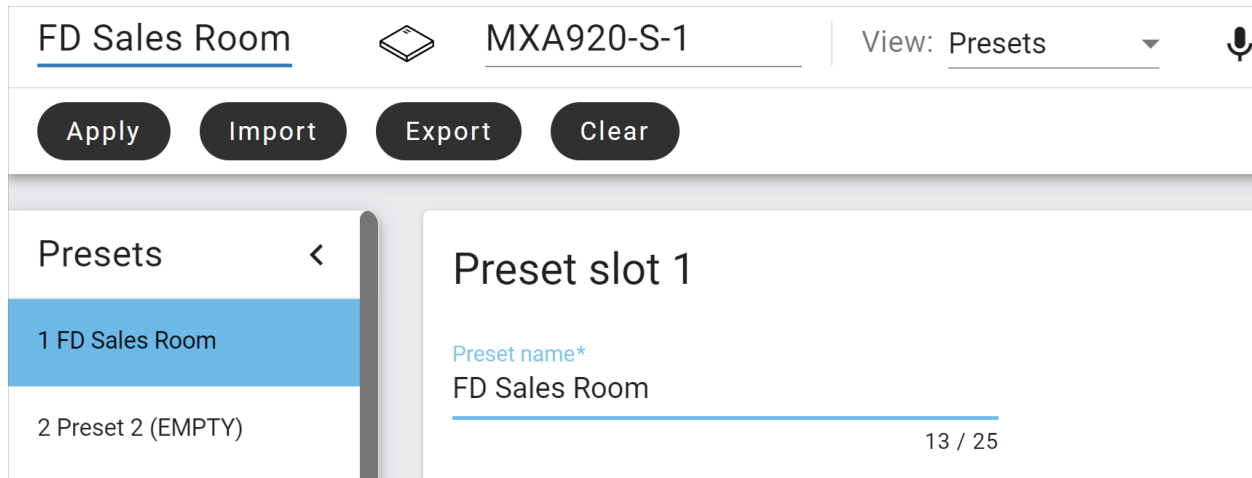 FD Sales Room MXA920-S-1 View: Presets
Apply Import Export Clear
Presets
1 FD Sales Room
2 Preset 2 (EMPTY)
Preset slot 1
Preset name*
FD Sales Room
13 / 25